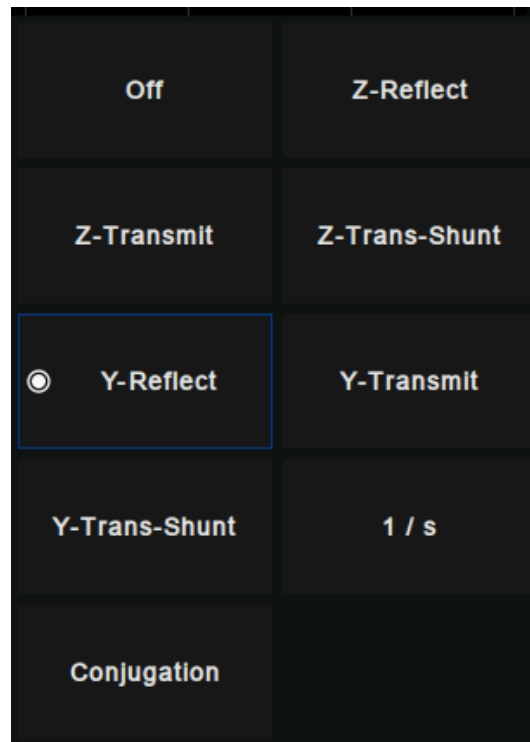 Off
Z-Reflect
Z-Transmit
Z-Trans-Shunt
Y-Reflect
Y-Transmit
Y-Trans-Shunt
1 / s
Conjugation